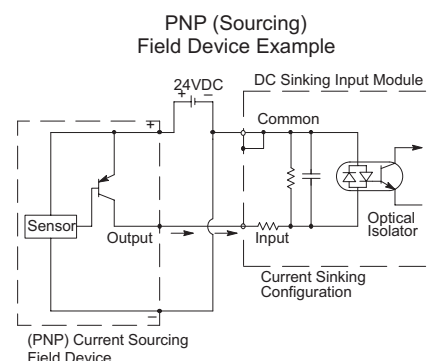 PNP (Sourcing)
Field Device Example
24VDC
+ –
DC Sinking Input Module
+
Common
Sensor
Output
Input
Optical
Isolator
Current Sinking
Configuration
–
(PNP) Current Sourcing
Field Device